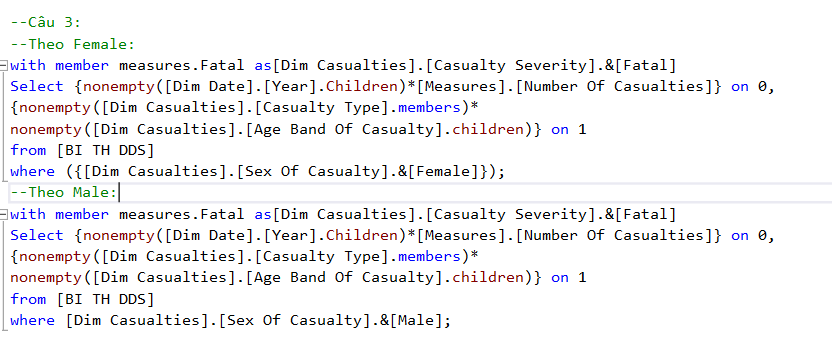 --Câu 3:
--Theo Female:
with member measures.Fatal as[Dim Casualties].[Casualty Severity].&[Fatal]
Select {nonempty([Dim Date].[Year].Children)*[Measures].[Number Of Casualties]} on 0,
{nonempty([Dim Casualties].[Casualty Type].members)*
nonempty([Dim Casualties].[Age Band Of Casualty].children)} on 1
from [BI TH DDS]
where ({[Dim Casualties].[Sex Of Casualty].&[Female]});
--Theo Male:
with member measures.Fatal as[Dim Casualties].[Casualty Severity].&[Fatal]
Select {nonempty([Dim Date].[Year].Children)*[Measures].[Number Of Casualties]} on 0,
{nonempty([Dim Casualties].[Casualty Type].members)*
nonempty([Dim Casualties].[Age Band Of Casualty].children)} on 1
from [BI TH DDS]
where [Dim Casualties].[Sex Of Casualty].&[Male];